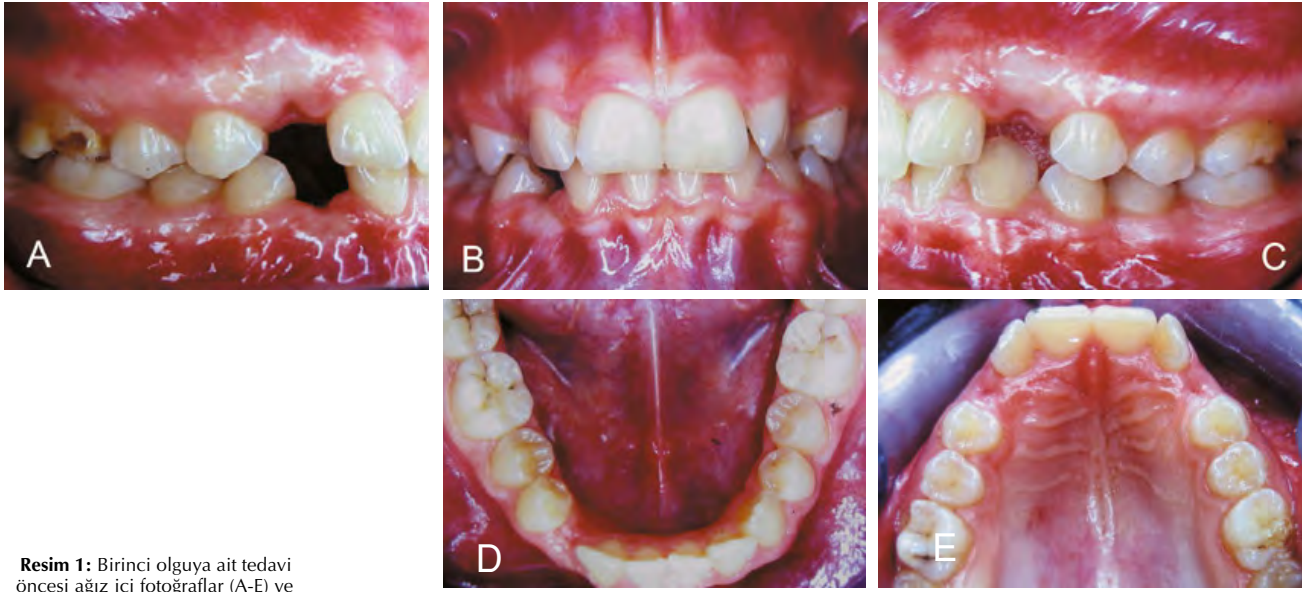 A
B
C
D
E
Resim 1: Birinci olguya ait tedavi
öncesi ağız içi fotoğraflar (A-E) ve